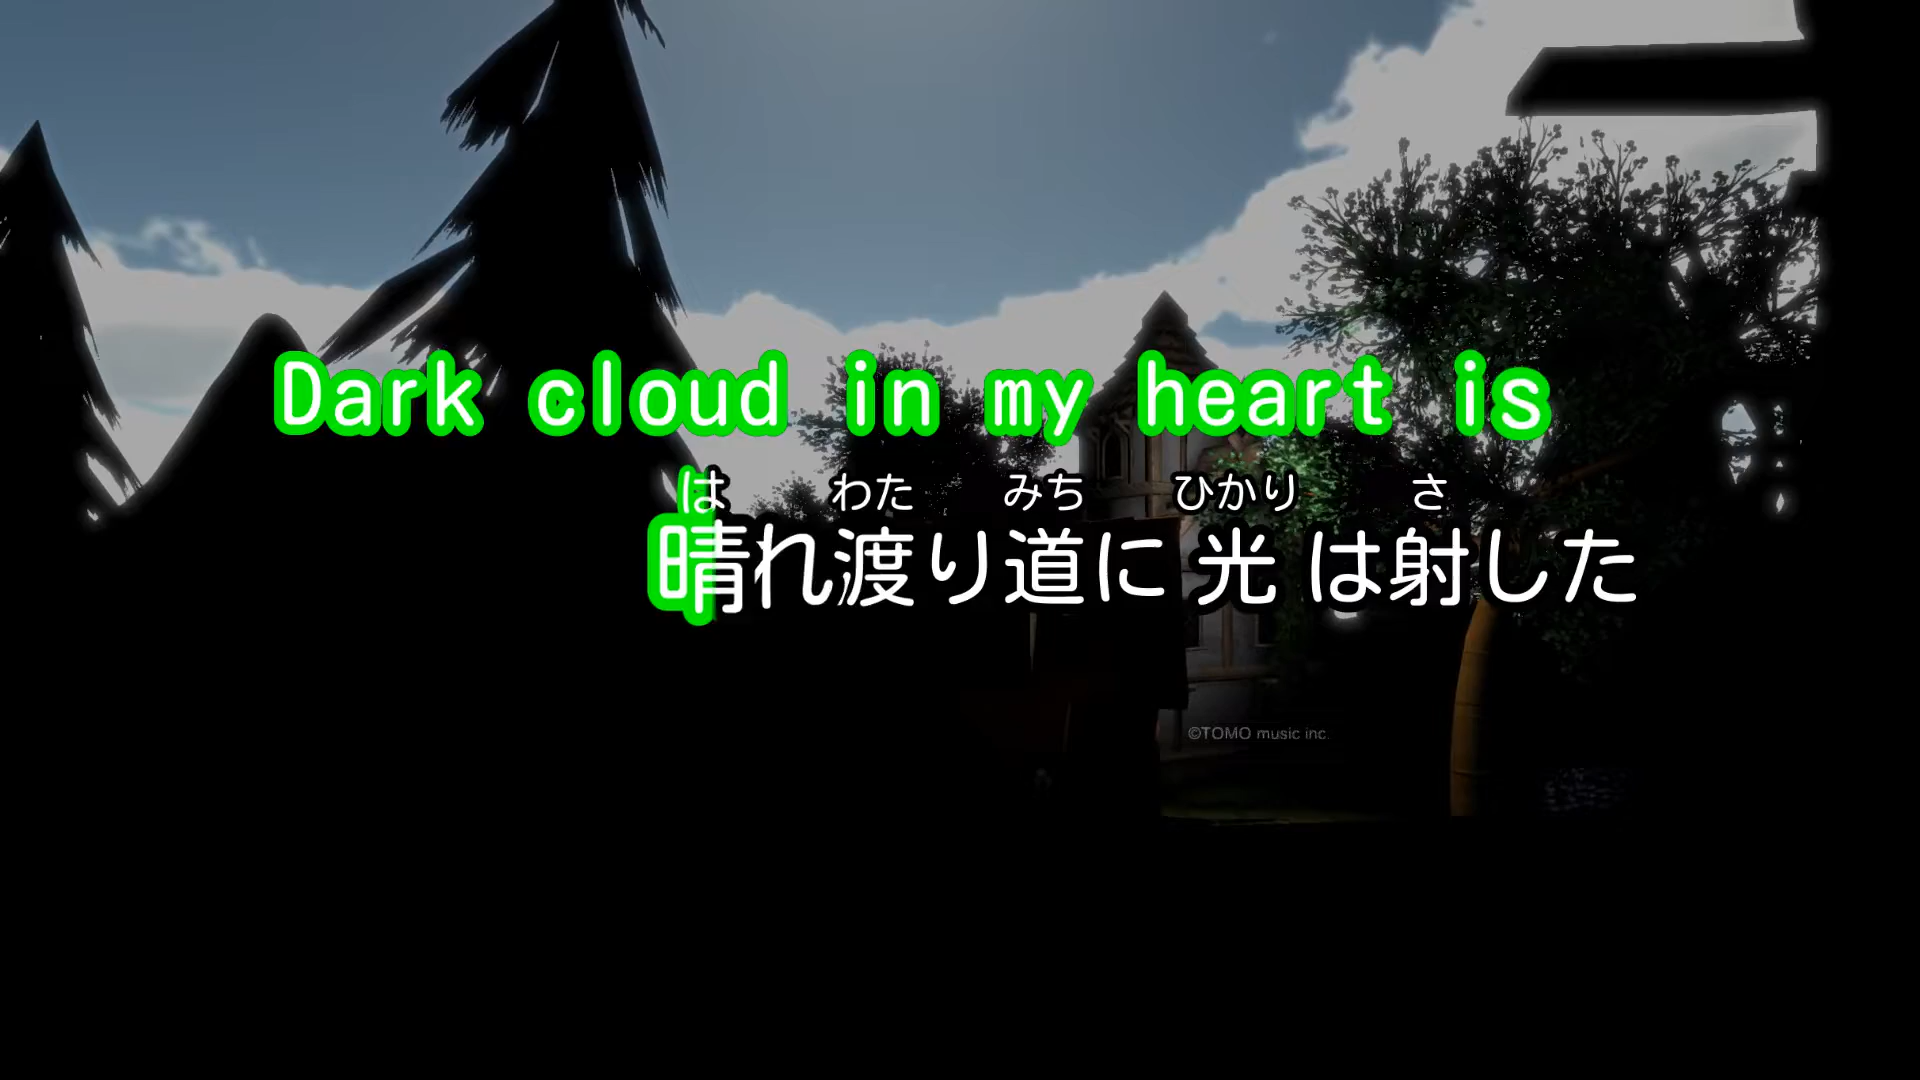 Dark cloud in my heart is
は わた みち ひかり さ
晴れ渡り道に 光 は射した
©TOMO music inc.